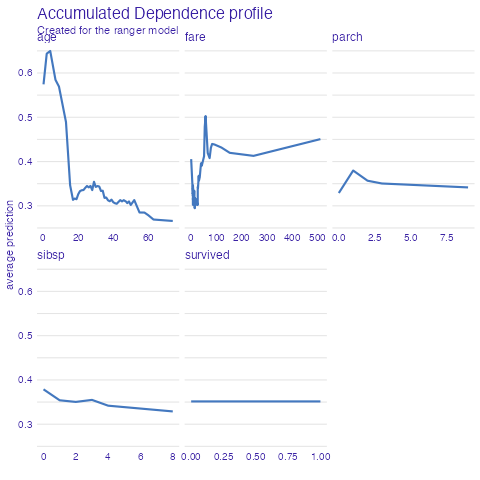 Accumulated Dependence profile
Created for the ranger model
age
fare
parch
0.6
0.5
0.4
0.3
0 20 40 60
0 100 200 300 400 500
0.0 2.5 5.0 7.5
average prediction
sibsp
survived
0.6
0.5
0.4
0.3
0 2 4 6 8
0.00 0.25 0.50 0.75 1.00